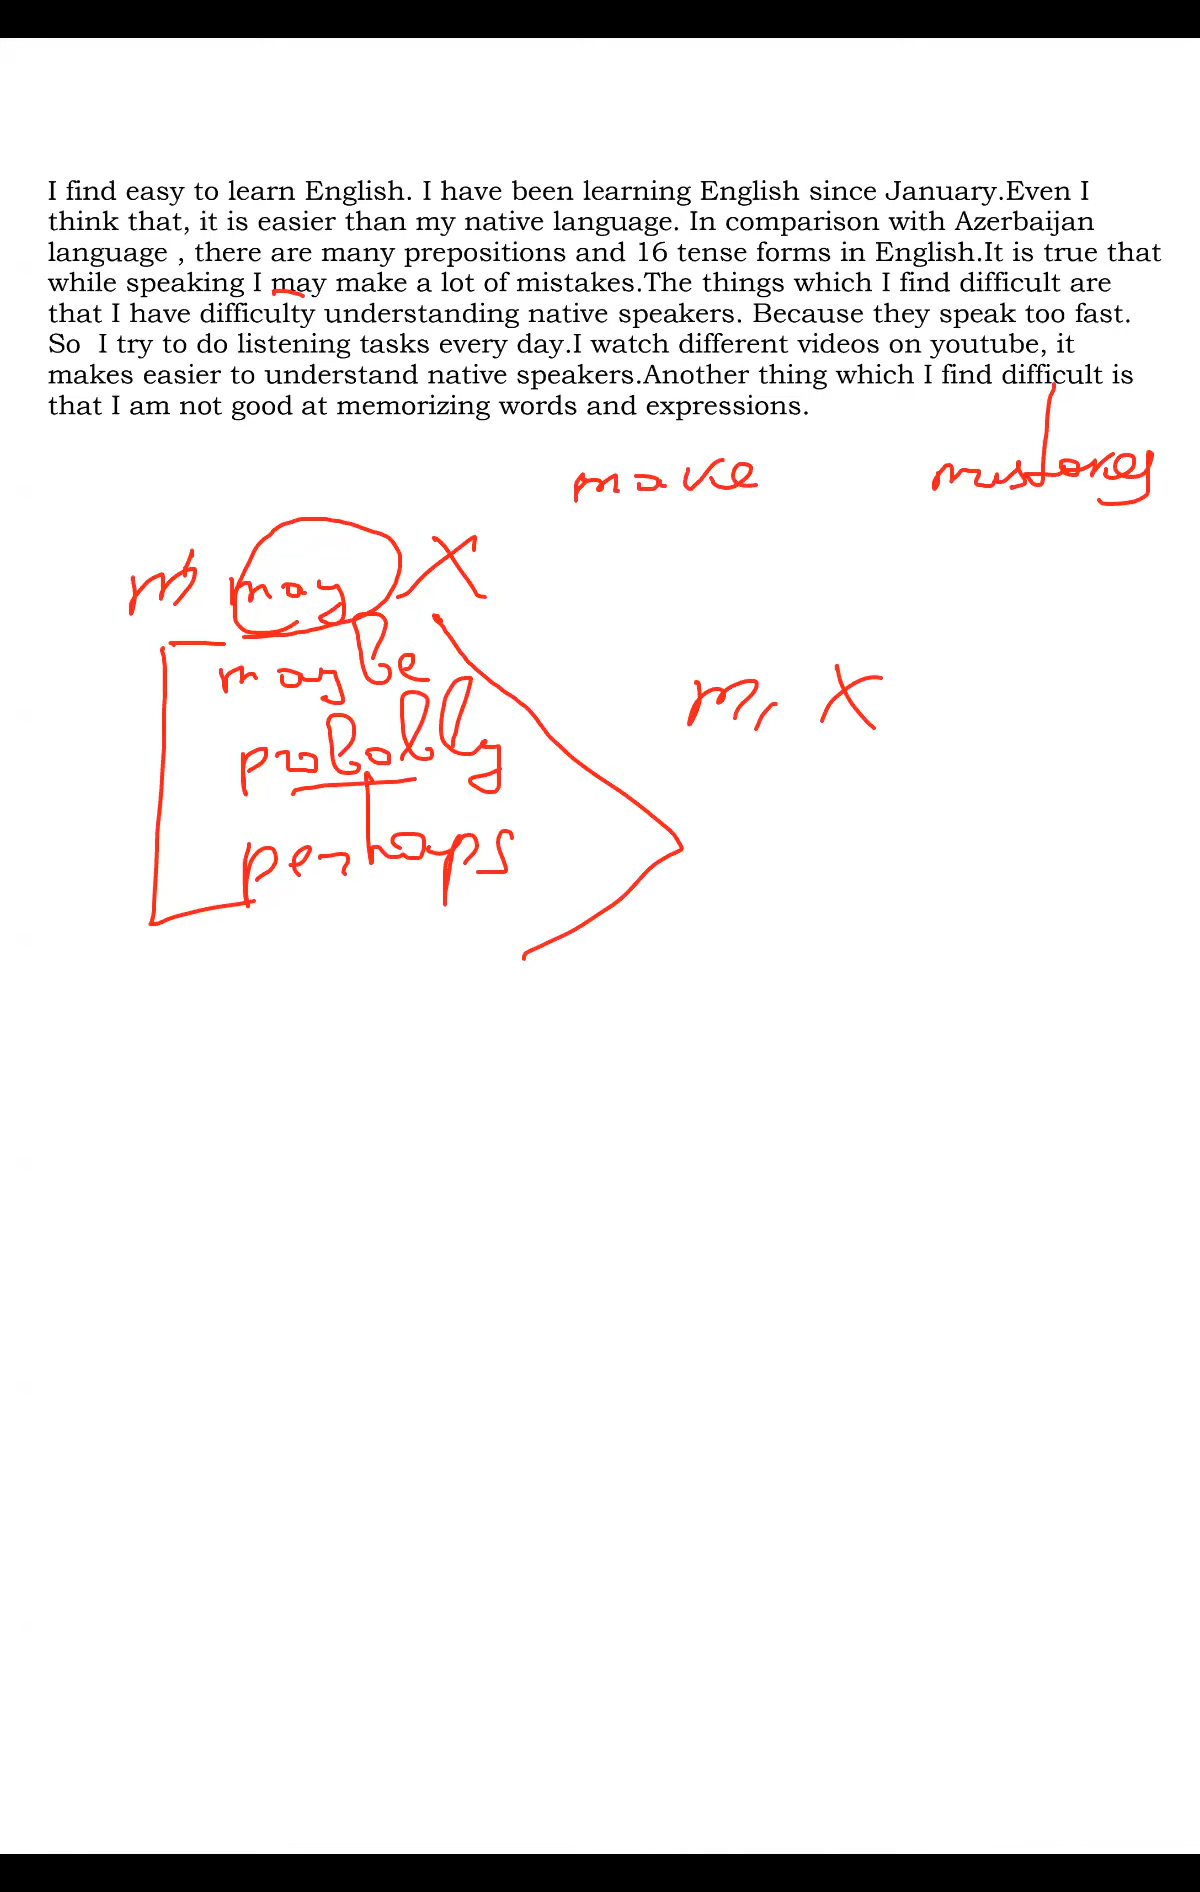 I find easy to learn English. I have been learning English since January.Even I
think that, it is easier than my native language. In comparison with Azerbaijan
language , there are many prepositions and 16 tense forms in English.It is true that
while speaking I may make a lot of mistakes.The things which I find difficult are
that I have difficulty understanding native speakers. Because they speak too fast.
So  I try to do listening tasks every day.I watch different videos on youtube, it
makes easier to understand native speakers.Another thing which I find difficult is
that I am not good at memorizing words and expressions.
make mistakes
may X
maybe
m, X
probally
perhaps